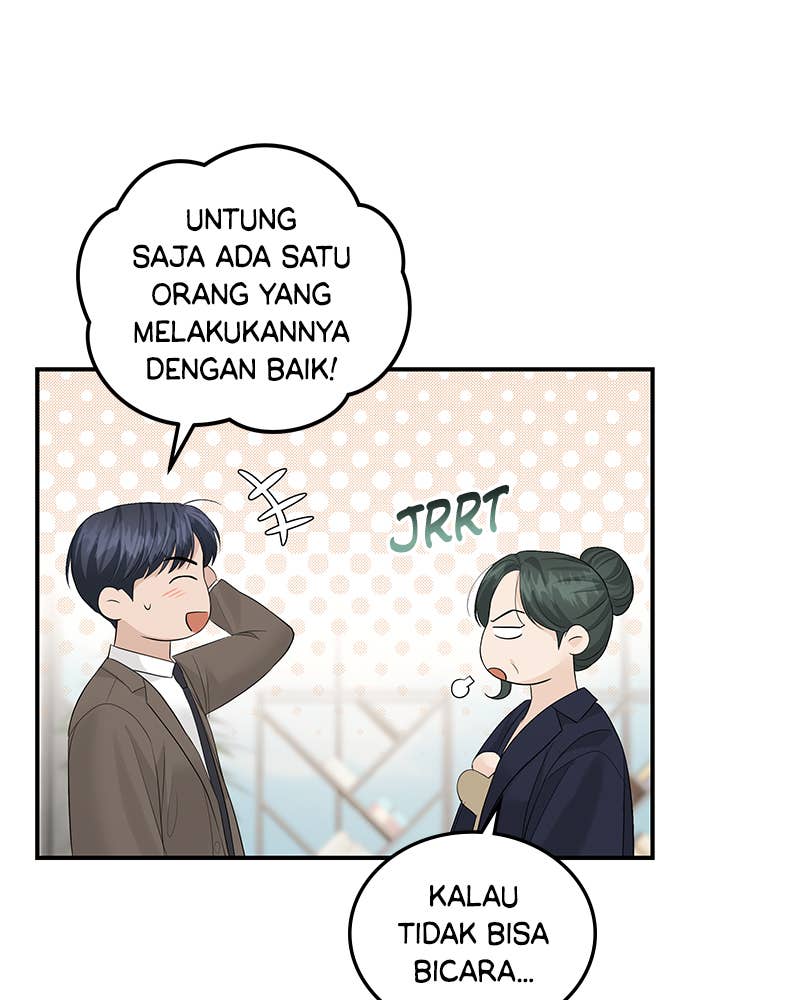 UNTUNG
SAJA ADA SATU
ORANG YANG
MELAKUKANNYA
DENGAN BAIK!
JRRT
KALAU
TIDAK BISA
BICARA...